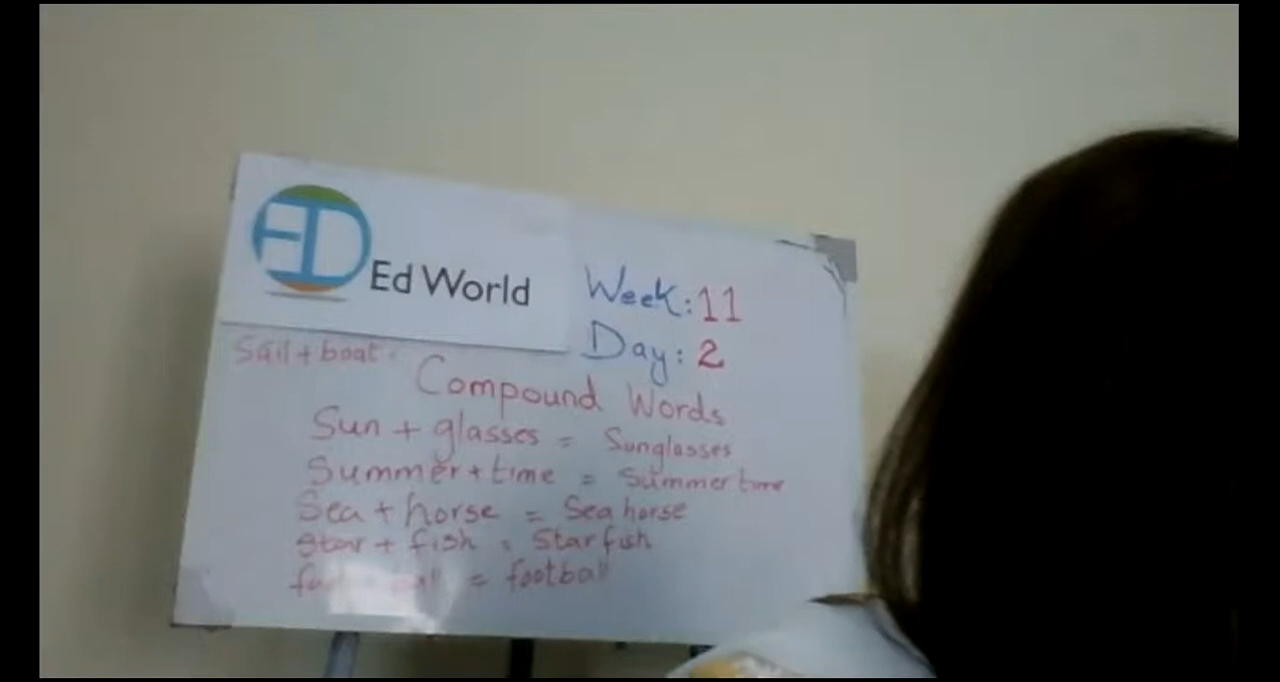 ED Ed World
Week: 11
Day: 2
Sail + boat
Compound Words
Sun + glasses = Sunglasses
Summer + time = Summer time
Sea + horse = Sea horse
Star + fish = Star fish
= football